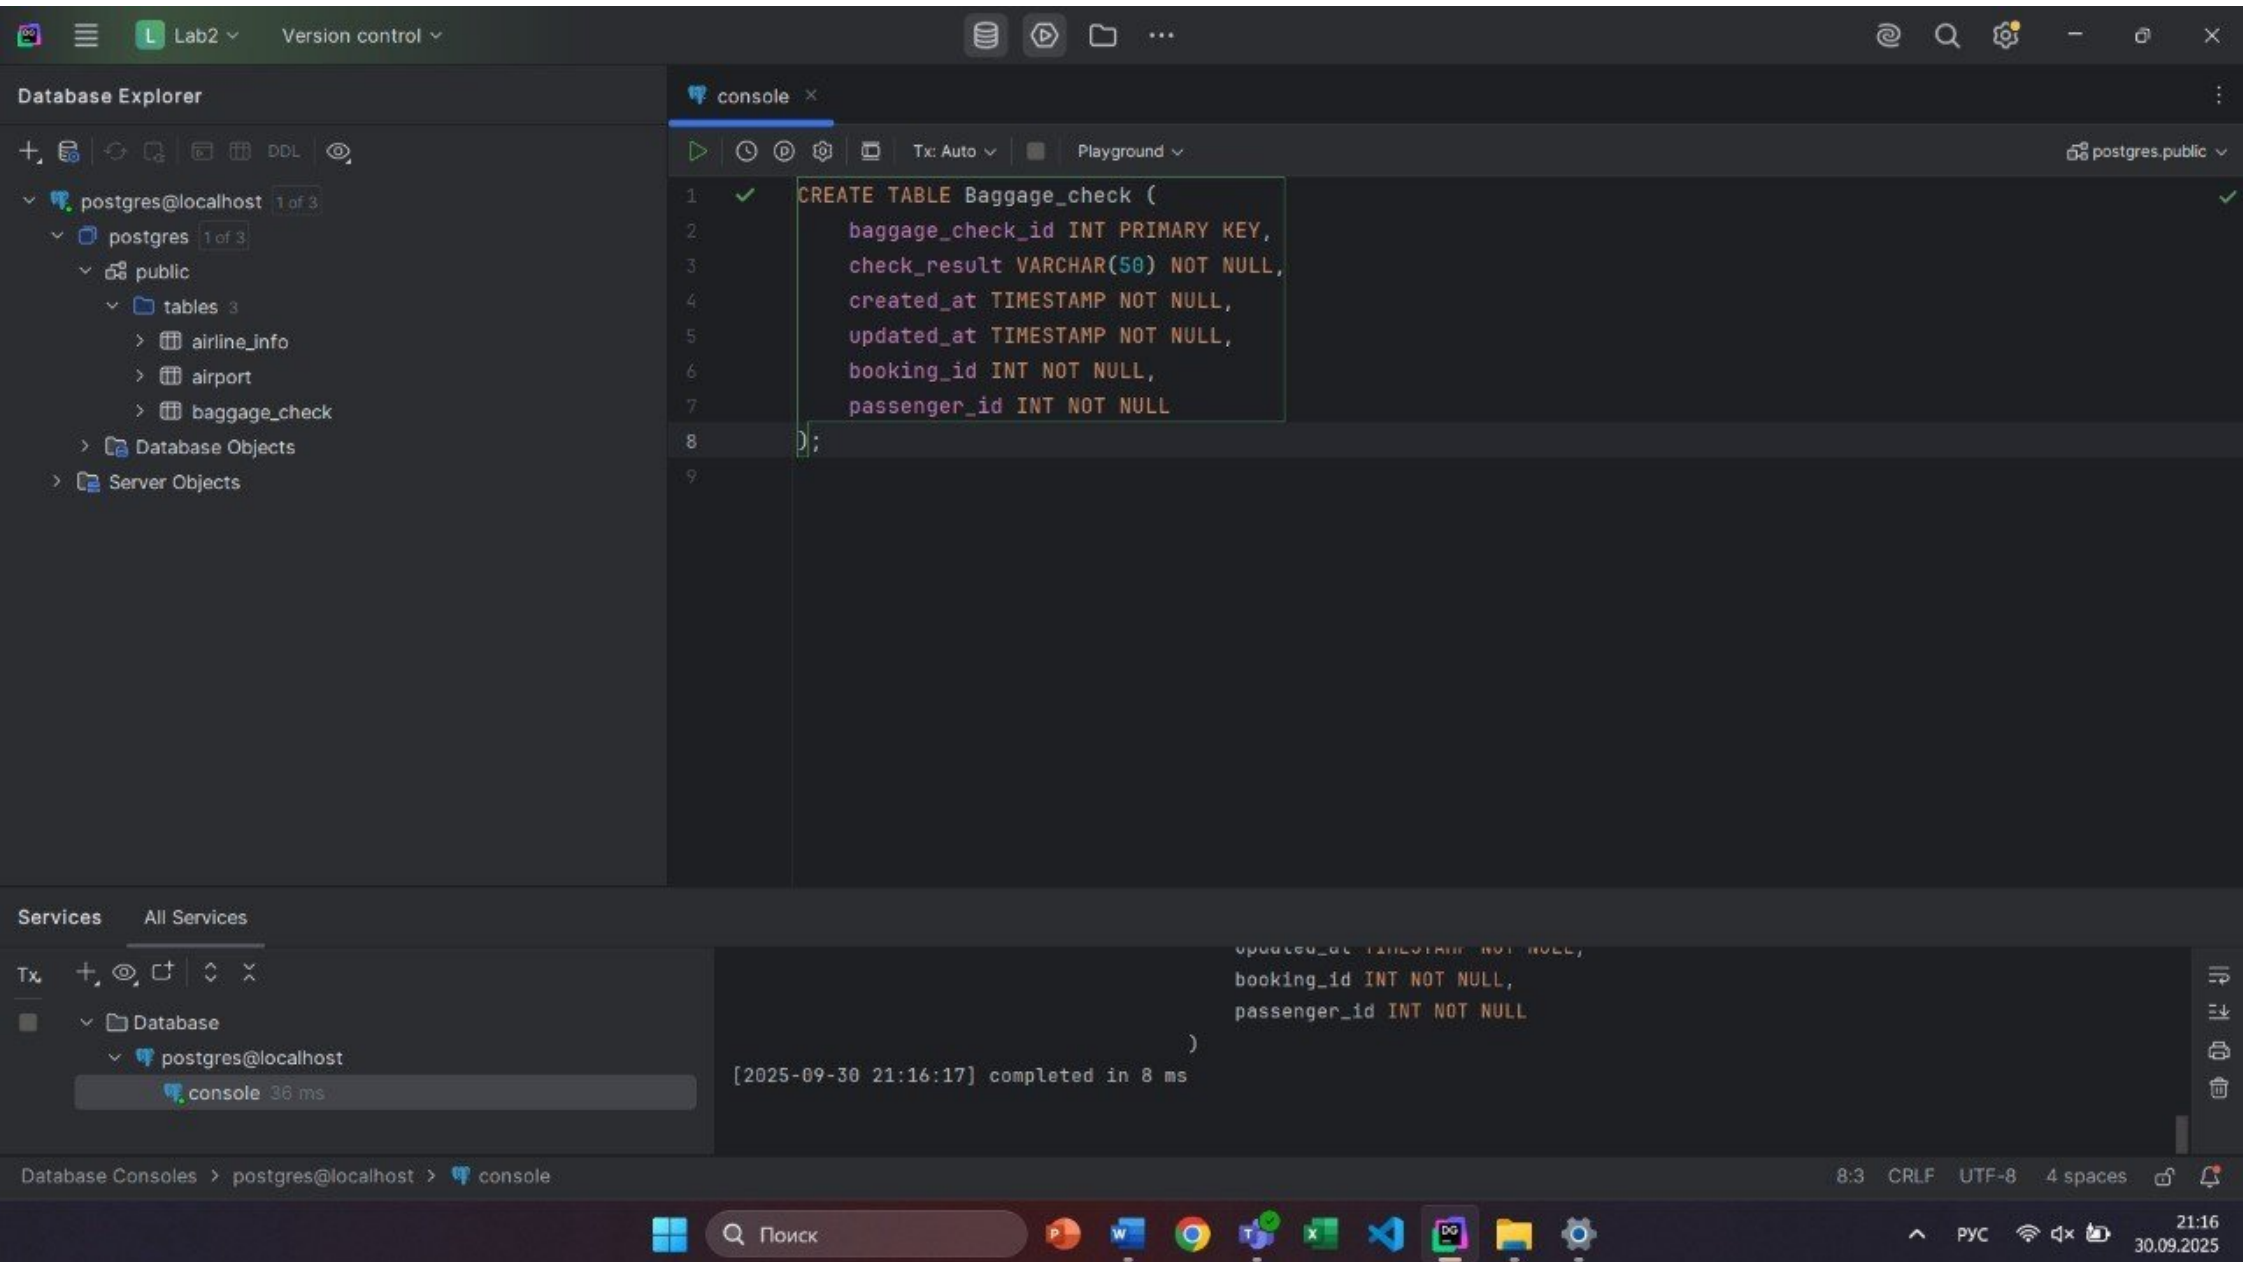 L Lab2 Version control
Database Explorer
console
DDL
Tx: Auto Playground postgres.public
postgres@localhost 1 of 3
postgres 1 of 3
public
tables 3
airline_info
airport
baggage_check
Database Objects
Server Objects
1 CREATE TABLE Baggage_check (
2 baggage_check_id INT PRIMARY KEY,
3 check_result VARCHAR(50) NOT NULL,
4 created_at TIMESTAMP NOT NULL,
5 updated_at TIMESTAMP NOT NULL,
6 booking_id INT NOT NULL,
7 passenger_id INT NOT NULL
8 );
9
Services All Services
Tx
Database
postgres@localhost
console 36 ms
updated_at TIMESTAMP NOT NULL,
booking_id INT NOT NULL,
passenger_id INT NOT NULL
)
[2025-09-30 21:16:17] completed in 8 ms
Database Consoles > postgres@localhost > console
8:3 CRLF UTF-8 4 spaces
Поиск
РУС
21:16
30.09.2025